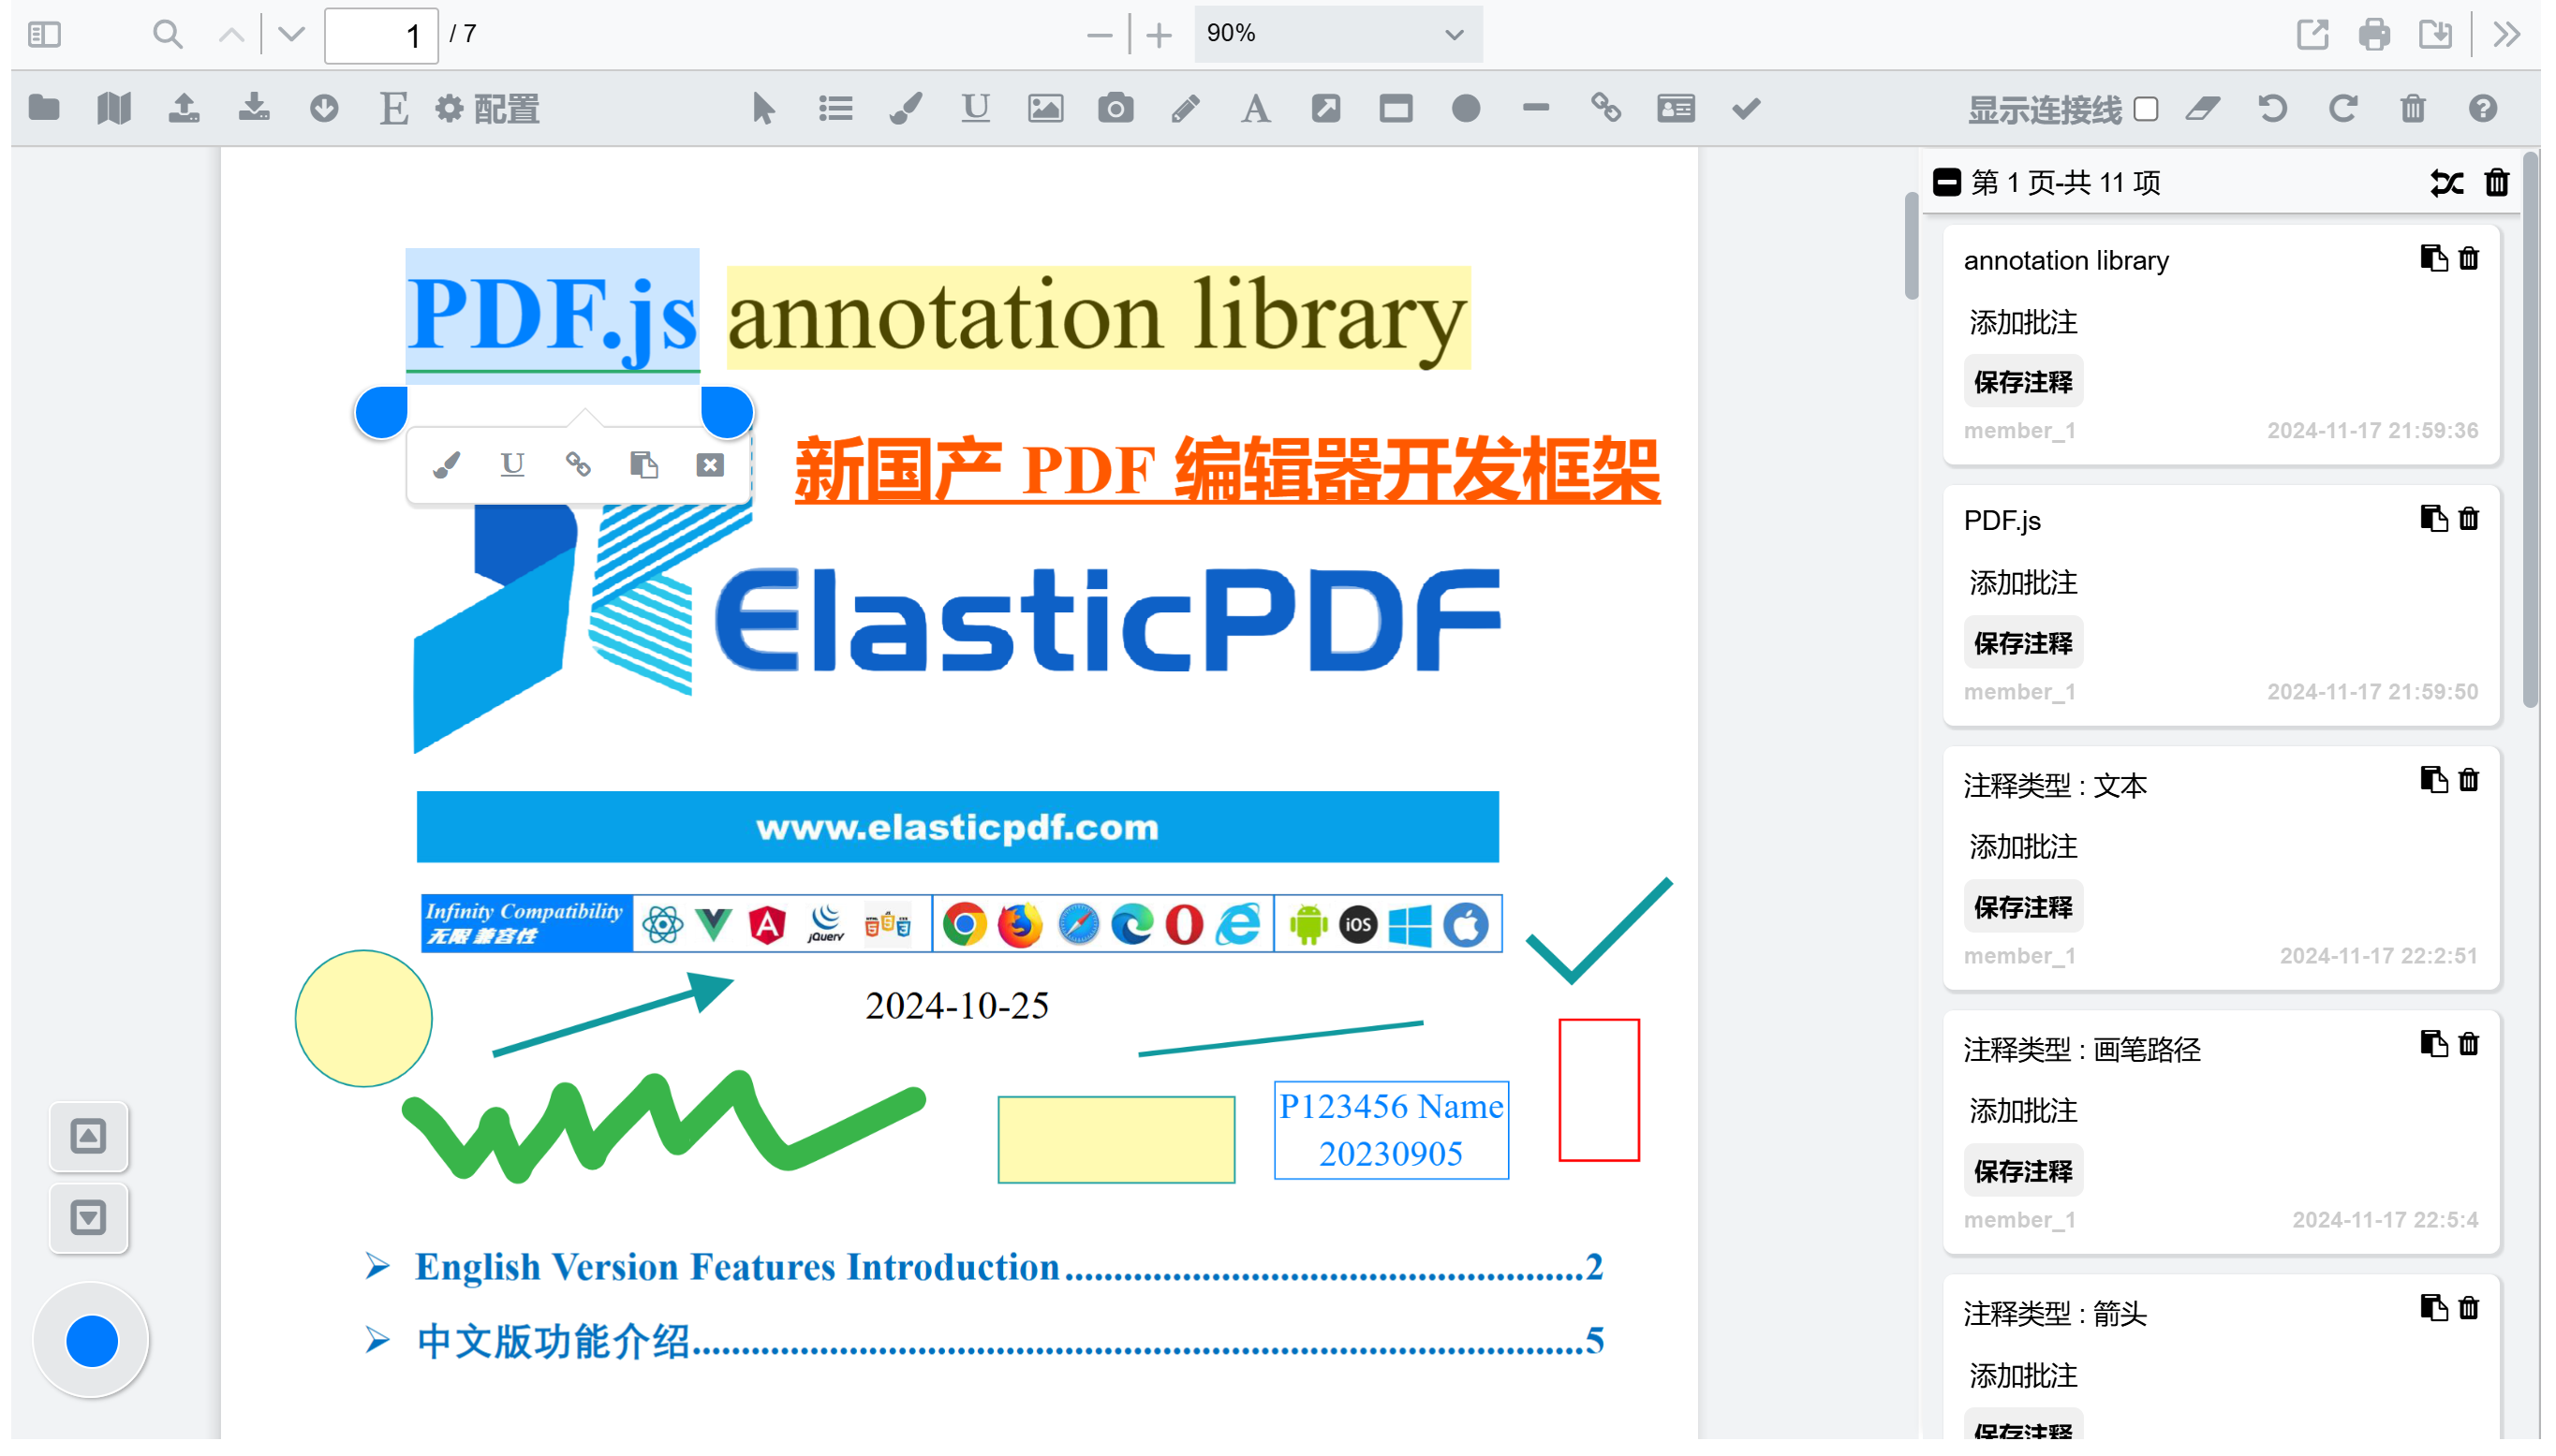 1 / 7
90%
E 配置
U
A
显示连接线
PDF.js annotation library
U
新国产 PDF 编辑器开发框架
ElasticPDF
www.elasticpdf.com
Infinity Compatibility
无限 兼容性
jQuery
iOS
2024-10-25
P123456 Name
20230905
English Version Features Introduction.....................................................2
中文版功能介绍...........................................................................................5
第 1 页-共 11 项
annotation library
添加批注
保存注释
member_1 2024-11-17 21:59:36
PDF.js
添加批注
保存注释
member_1 2024-11-17 21:59:50
注释类型 : 文本
添加批注
保存注释
member_1 2024-11-17 22:2:51
注释类型 : 画笔路径
添加批注
保存注释
member_1 2024-11-17 22:5:4
注释类型 : 箭头
添加批注
保存注释